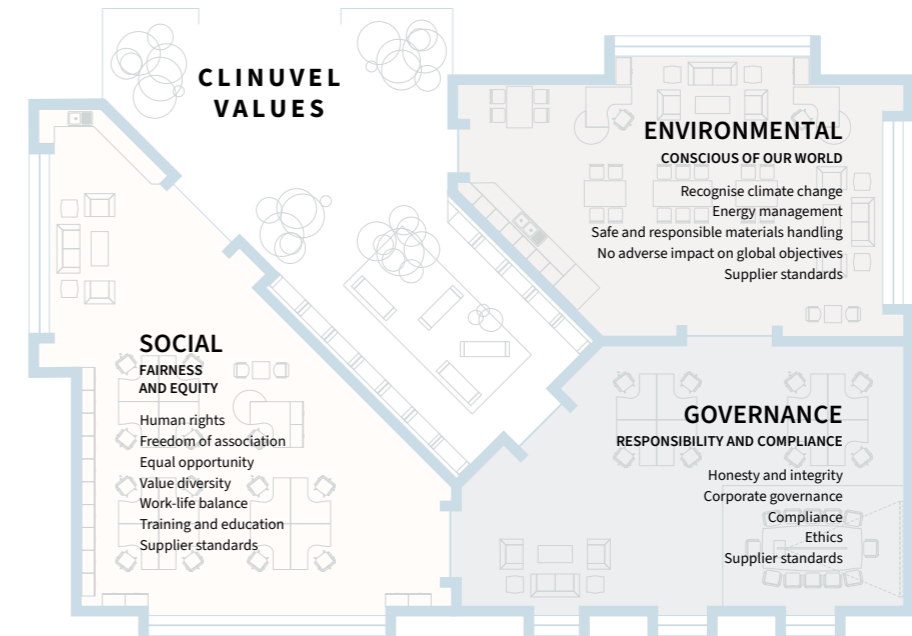 CLINUVEL
VALUES
ENVIRONMENTAL
CONSCIOUS OF OUR WORLD
Recognise climate change
Energy management
Safe and responsible materials handling
No adverse impact on global objectives
Supplier standards
SOCIAL
FAIRNESS
AND EQUITY
Human rights
Freedom of association
Equal opportunity
Value diversity
Work-life balance
Training and education
Supplier standards
GOVERNANCE
RESPONSIBILITY AND COMPLIANCE
Honesty and integrity
Corporate governance
Compliance
Ethics
Supplier standards